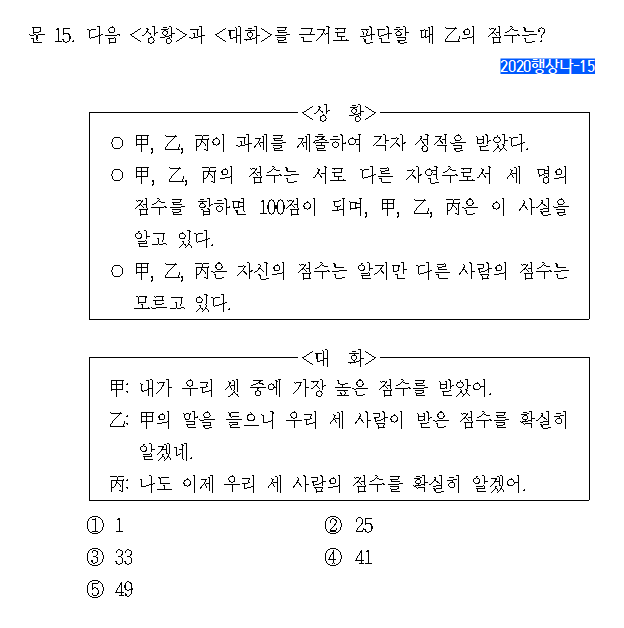 문 15. 다음 <상황>과 <대화>를 근거로 판단할 때 乙의 점수는?
2020행상나-15
<상 황>
○ 甲, 乙, 丙이 과제를 제출하여 각자 성적을 받았다.
○ 甲, 乙, 丙의 점수는 서로 다른 자연수로서 세 명의
점수를 합하면 100점이 되며, 甲, 乙, 丙은 이 사실을
알고 있다.
○ 甲, 乙, 丙은 자신의 점수는 알지만 다른 사람의 점수는
모르고 있다.
<대 화>
甲: 내가 우리 셋 중에 가장 높은 점수를 받았어.
乙: 甲의 말을 들으니 우리 세 사람이 받은 점수를 확실히
알겠네.
丙: 나도 이제 우리 세 사람의 점수를 확실히 알겠어.
① 1 ② 25
③ 33 ④ 41
⑤ 49